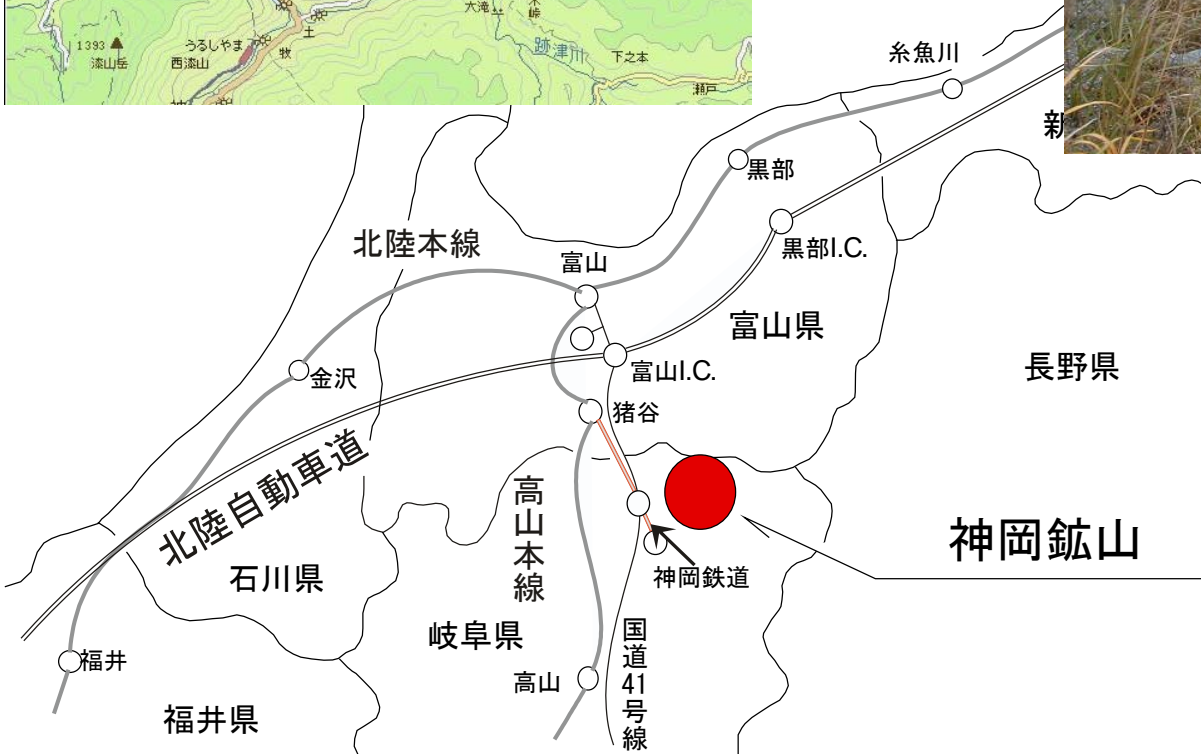 大滝
峠
土
1393
漆山岳
うるしやま
西漆山
牧
跡津川
下之本
瀬戸
糸魚川
新
黒部
北陸本線
富山
黒部I.C.
富山県
長野県
金沢
富山I.C.
猪谷
北陸自動車道
高山本線
神岡鉱山
石川県
神岡鉄道
岐阜県
国道41号線
福井
高山
福井県